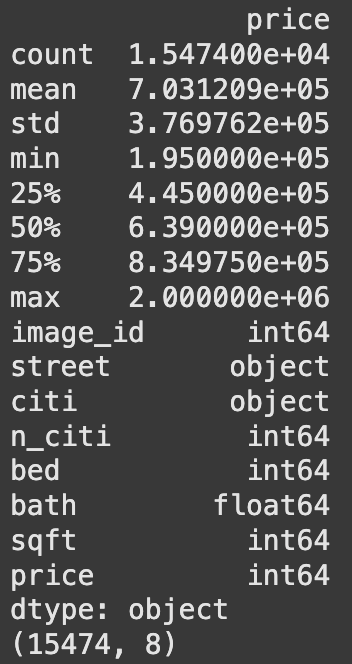 price
count 1.547400e+04
mean 7.031209e+05
std 3.769762e+05
min 1.950000e+05
25% 4.450000e+05
50% 6.390000e+05
75% 8.349750e+05
max 2.000000e+06
image_id int64
street object
citi object
n_citi int64
bed int64
bath float64
sqft int64
price int64
dtype: object
(15474, 8)